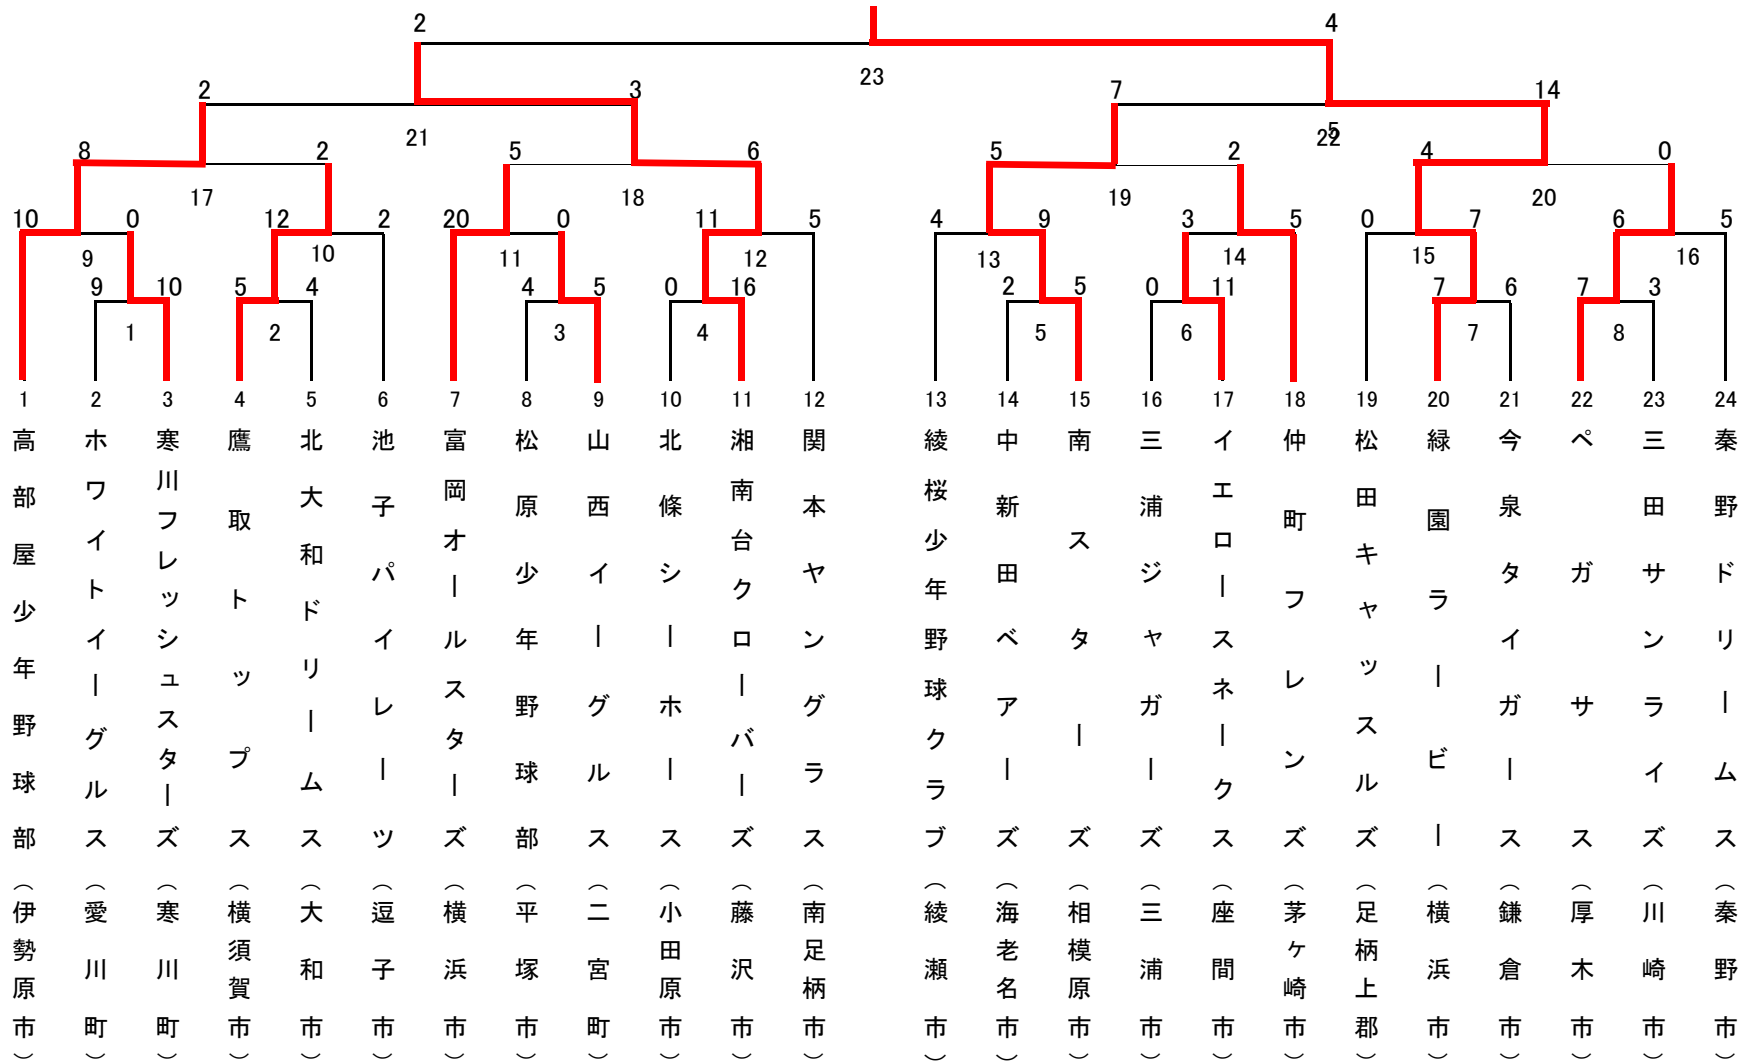 2 4
23
2 3 7 14
21 5 22
8 2 5 6 5 2 4 0
17 18 19 20
10 0 12 2 20 0 11 5 4 9 3 5 0 7 6 5
9 10 11 12 13 14 15 16
9 10 5 4 4 5 0 16 2 5 0 11 7 6 7 3
1 2 3 4 5 6 7 8
1 2 3 4 5 6 7 8 9 10 11 12 13 14 15 16 17 18 19 20 21 22 23 24
高部屋少年野球部（伊勢原市）
ホワイトイーグルス（愛川町）
寒川フレッシュスターズ（寒川町）
鷹取トップス（横須賀市）
北大和ドリームス（大和市）
池子パイレーツ（逗子市）
富岡オールスターズ（横浜市）
松原少年野球部（平塚市）
山西イーグルス（二宮町）
北條シーホース（小田原市）
湘南台クローバーズ（藤沢市）
関本ヤングラス（南足柄市）
綾桜少年野球クラブ（綾瀬市）
中新田ベアーズ（海老名市）
南スターズ（相模原市）
三浦ジャガーズ（三浦市）
イエロースネークス（座間市）
仲町フレンズ（茅ヶ崎市）
松田キャッスルズ（足柄上郡）
緑園ラービー（横浜市）
今泉タイガース（鎌倉市）
ペガサス（厚木市）
三田サンライズ（川崎市）
秦野ドリームス（秦野市）